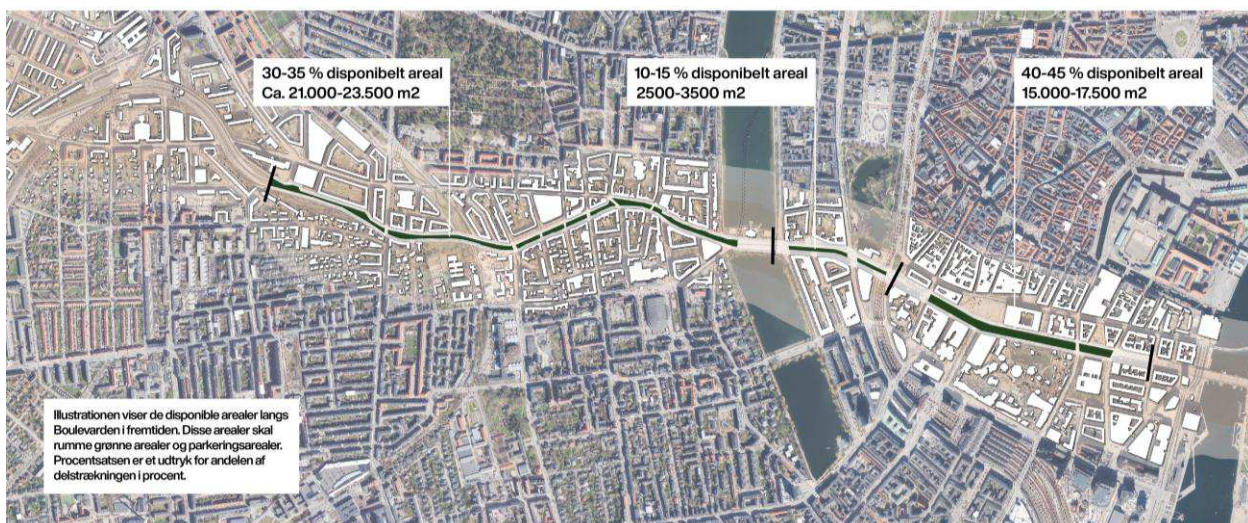 30-35 % disponibelt areal
Ca. 21.000-23.500 m2
10-15 % disponibelt areal
2500-3500 m2
40-45 % disponibelt areal
15.000-17.500 m2
Illustrationen viser de disponible arealer langs
Boulevarden i fremtiden. Disse arealer skal
rumme grønne arealer og parkeringsarealer.
Procentsatsen er et udtryk for andelen af
delstrækningen i procent.